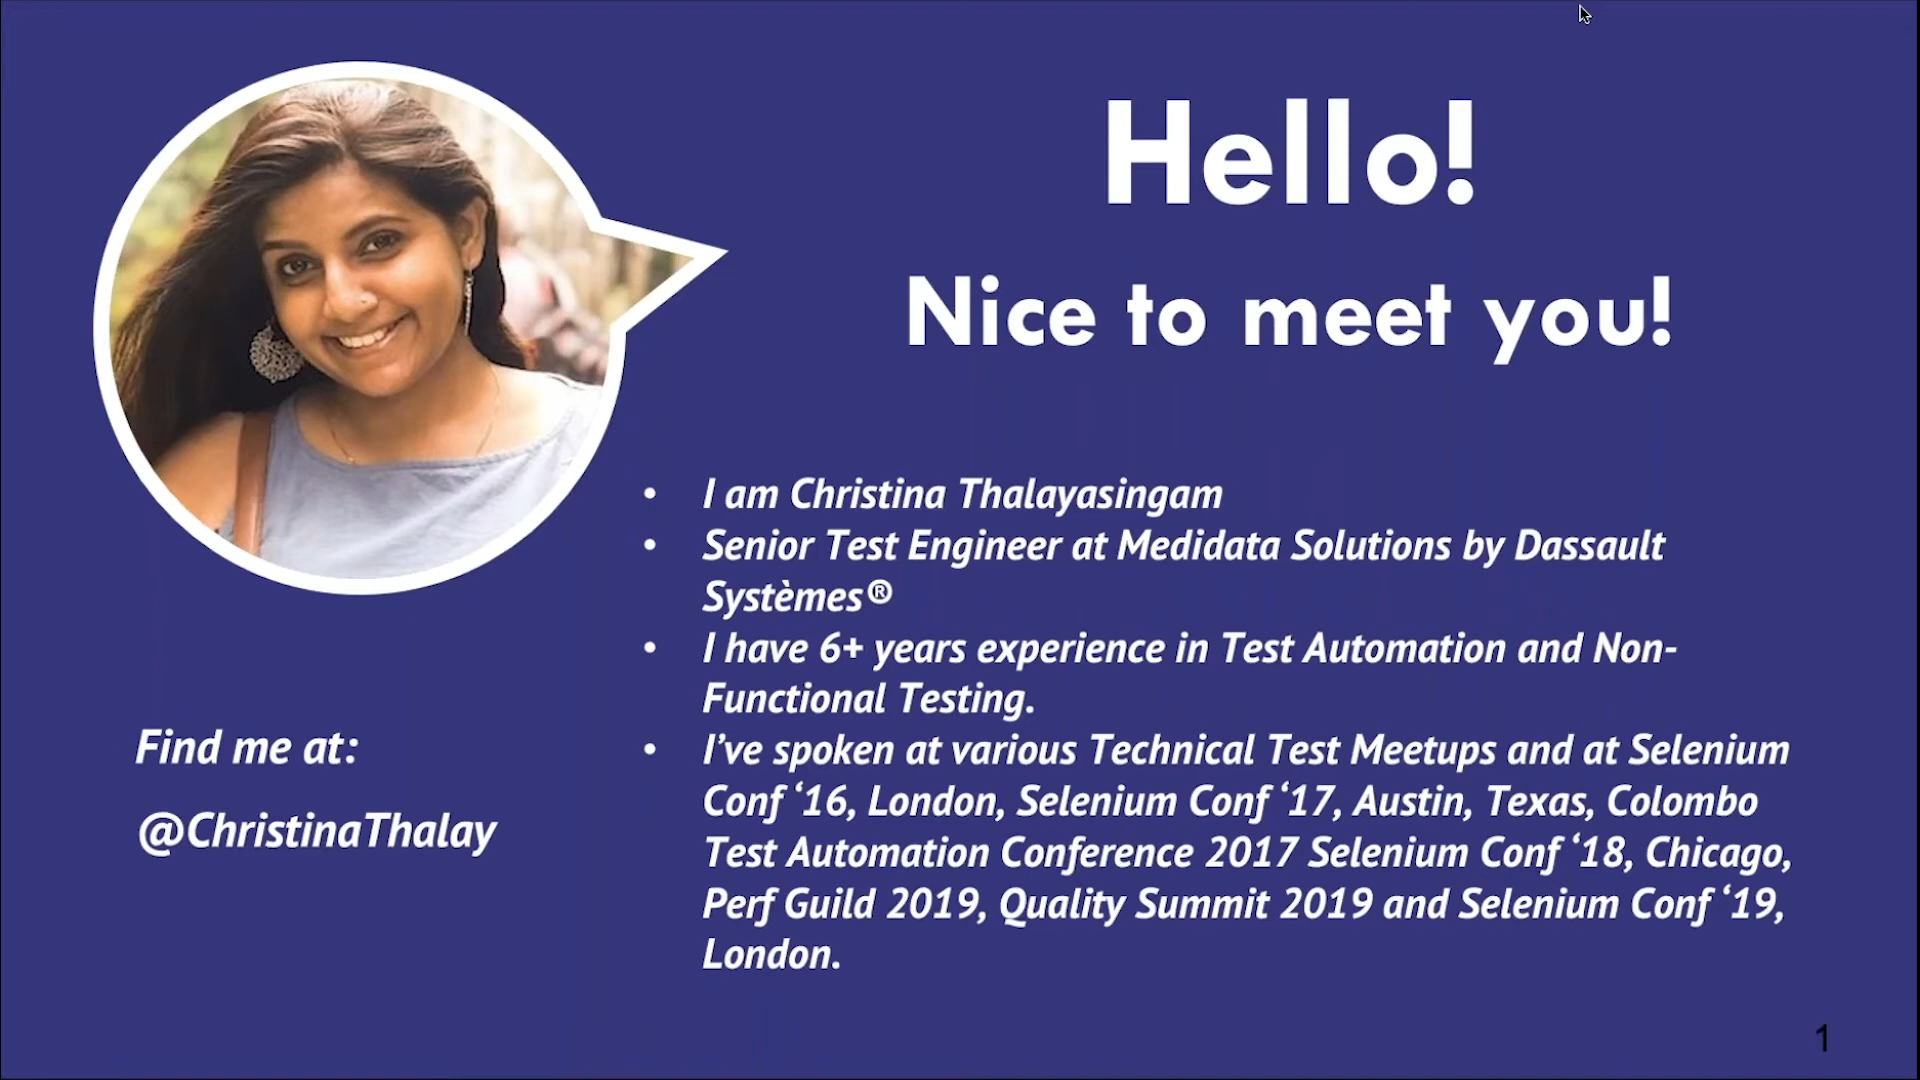 Hello!
Nice to meet you!
• I am Christina Thalayasingam
• Senior Test Engineer at Medidata Solutions by Dassault
Systèmes®
• I have 6+ years experience in Test Automation and Non-
Functional Testing.
• I’ve spoken at various Technical Test Meetups and at Selenium
Conf ‘16, London, Selenium Conf ‘17, Austin, Texas, Colombo
Test Automation Conference 2017 Selenium Conf ‘18, Chicago,
Perf Guild 2019, Quality Summit 2019 and Selenium Conf ‘19,
London.
Find me at:
@ChristinaThalay
1